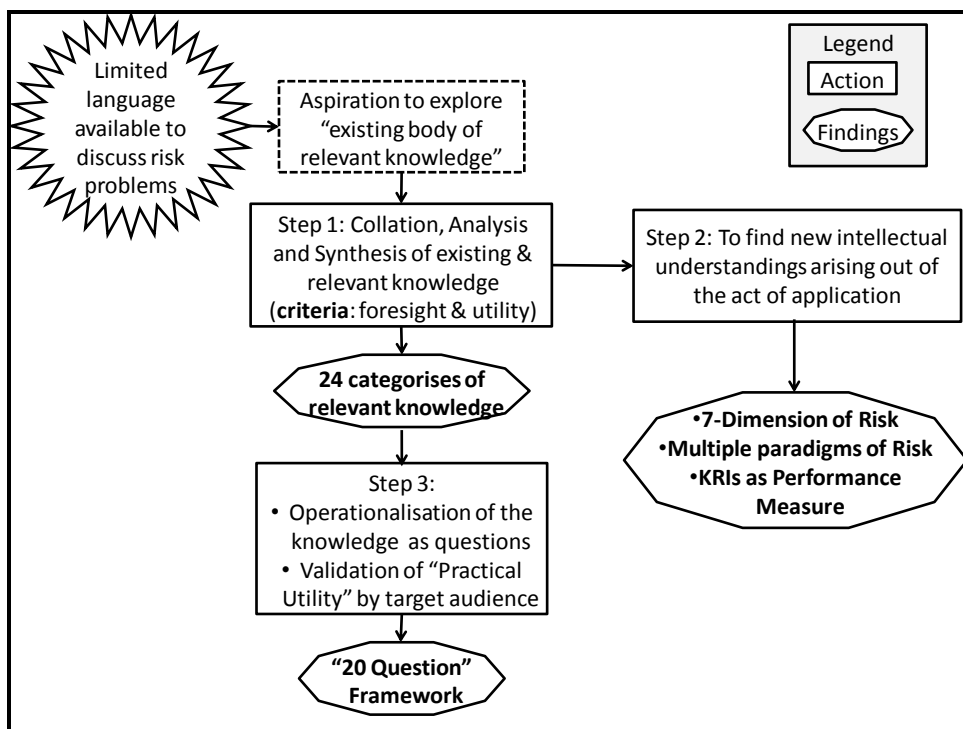 Limited
language
available to
discuss risk
problems
Aspiration to explore
“existing body of
relevant knowledge”
Legend
Action
Findings
Step 1: Collation, Analysis
and Synthesis of existing &
relevant knowledge
(criteria: foresight & utility)
Step 2: To find new intellectual
understandings arising out of
the act of application
24 categorises of
relevant knowledge
•7-Dimension of Risk
•Multiple paradigms of Risk
•KRIs as Performance
Measure
Step 3:
• Operationalisation of the
knowledge as questions
• Validation of “Practical
Utility” by target audience
“20 Question”
Framework